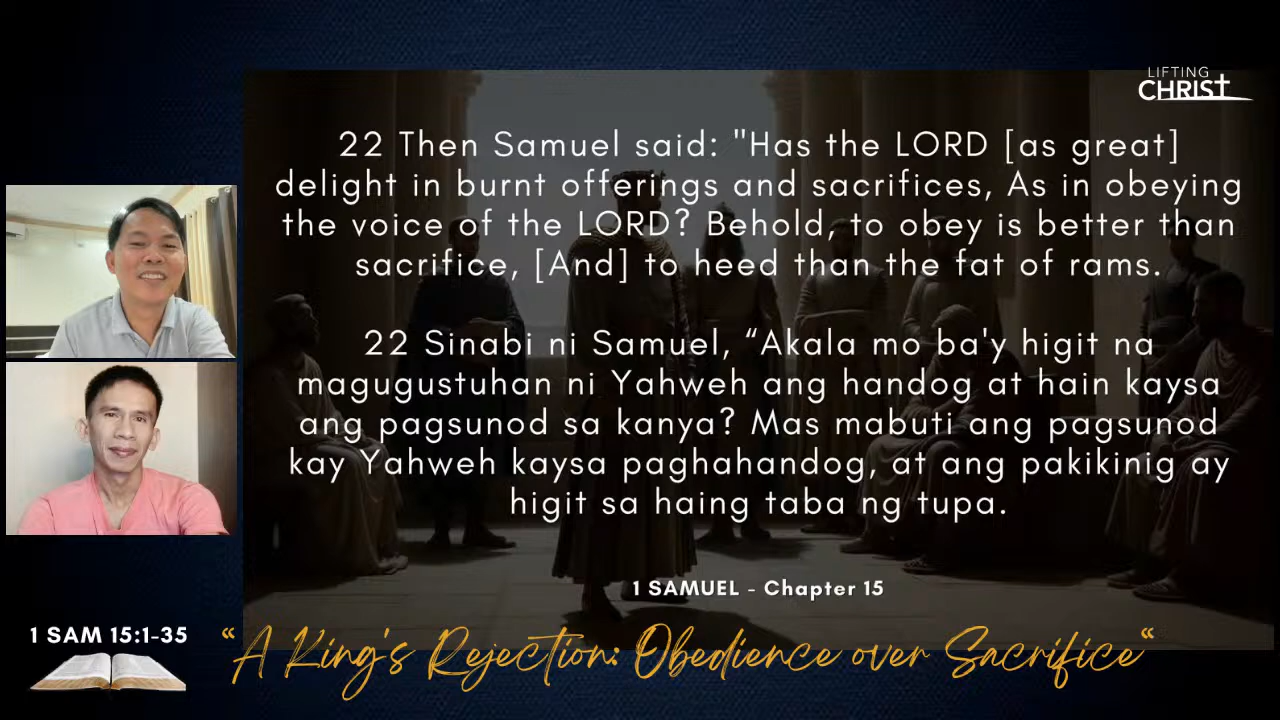 LIFTING
CHRIST
22 Then Samuel said: "Has the LORD [as great]
delight in burnt offerings and sacrifices, As in obeying
the voice of the LORD? Behold, to obey is better than
sacrifice, [And] to heed than the fat of rams.
22 Sinabi ni Samuel, “Akala mo ba'y higit na
magugustuhan ni Yahweh ang handog at hain kaysa
ang pagsunod sa kanya? Mas mabuti ang pagsunod
kay Yahweh kaysa paghahandog, at ang pakikinig ay
higit sa haing taba ng tupa.
1 SAMUEL - Chapter 15
1 SAM 15:1-35
“A King's Rejection: Obedience over Sacrifice“